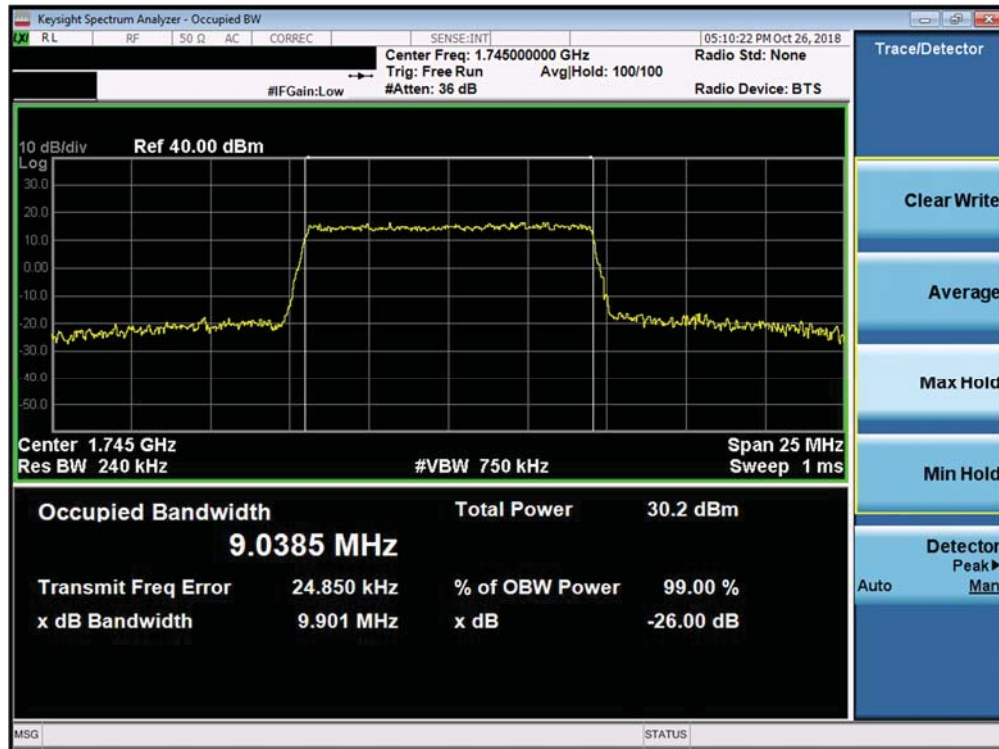 Keysight Spectrum Analyzer - Occupied BW
LXI RL RF 50 Ω AC CORREC SENSE:INT 05:10:22 PM Oct 26, 2018
Center Freq: 1.745000000 GHz Radio Std: None
Trig: Free Run Avg|Hold: 100/100
#IFGain:Low #Atten: 36 dB Radio Device: BTS
Trace/Detector
10 dB/div Ref 40.00 dBm
Log
30.0
20.0
10.0
0.00
-10.0
-20.0
-30.0
-40.0
-50.0
Center 1.745 GHz Span 25 MHz
Res BW 240 kHz #VBW 750 kHz Sweep 1 ms
Occupied Bandwidth Total Power 30.2 dBm
9.0385 MHz
Transmit Freq Error 24.850 kHz % of OBW Power 99.00 %
x dB Bandwidth 9.901 MHz x dB -26.00 dB
Clear Write
Average
Max Hold
Min Hold
Detector
Peak▶
Auto Man
MSG STATUS